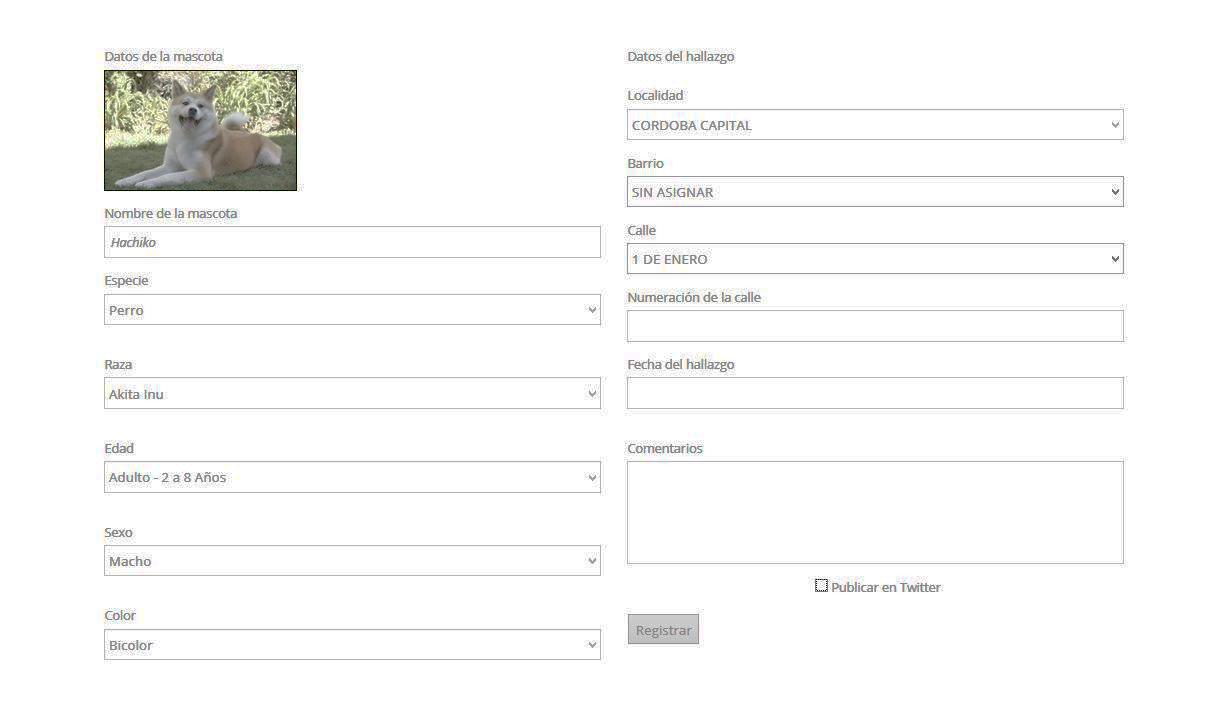 Datos de la mascota
Nombre de la mascota
Hachiko
Especie
Perro
Raza
Akita Inu
Edad
Adulto - 2 a 8 Años
Sexo
Macho
Color
Bicolor
Datos del hallazgo
Localidad
CORDOBA CAPITAL
Barrio
SIN ASIGNAR
Calle
1 DE ENERO
Numeración de la calle
Fecha del hallazgo
Comentarios
Publicar en Twitter
Registrar